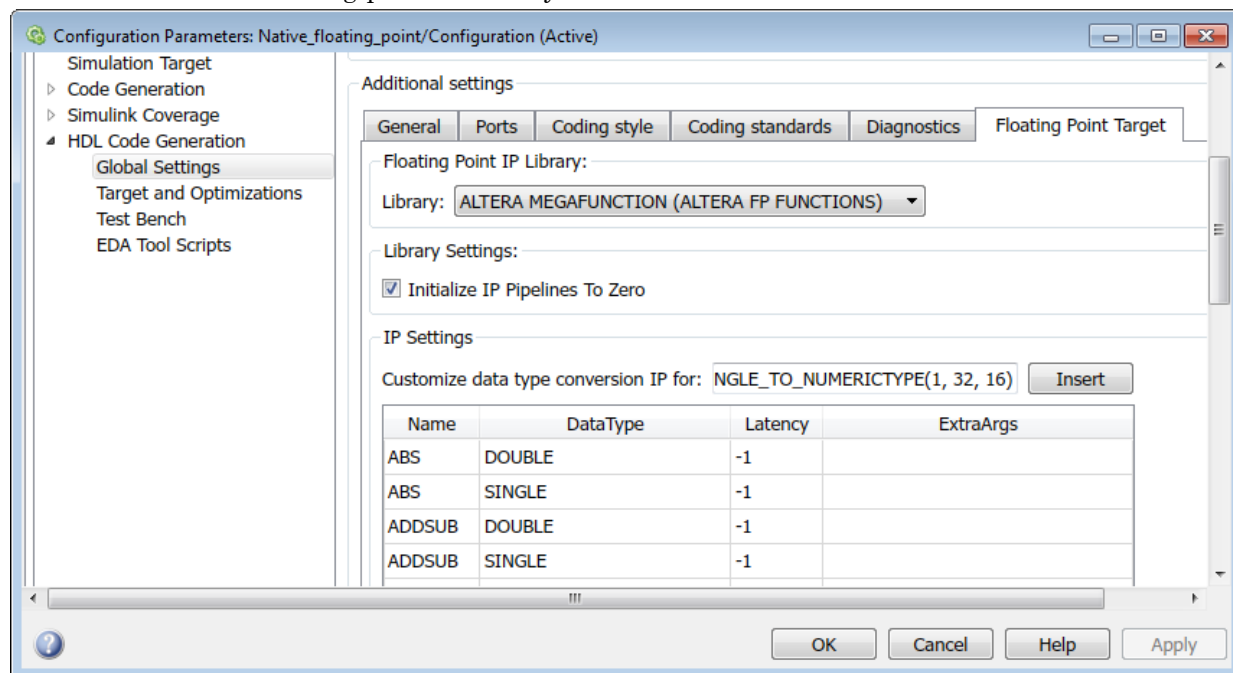 Configuration Parameters: Native_floating_point/Configuration (Active)
Simulation Target
Code Generation
Simulink Coverage
HDL Code Generation
Global Settings
Target and Optimizations
Test Bench
EDA Tool Scripts
Additional settings
General Ports Coding style Coding standards Diagnostics Floating Point Target
Floating Point IP Library:
Library: ALTERA MEGAFUNCTION (ALTERA FP FUNCTIONS)
Library Settings:
Initialize IP Pipelines To Zero
IP Settings
Customize data type conversion IP for: NGLE_TO_NUMERICTYPE(1, 32, 16) Insert
Name DataType Latency ExtraArgs
ABS DOUBLE -1
ABS SINGLE -1
ADDSUB DOUBLE -1
ADDSUB SINGLE -1
OK Cancel Help Apply